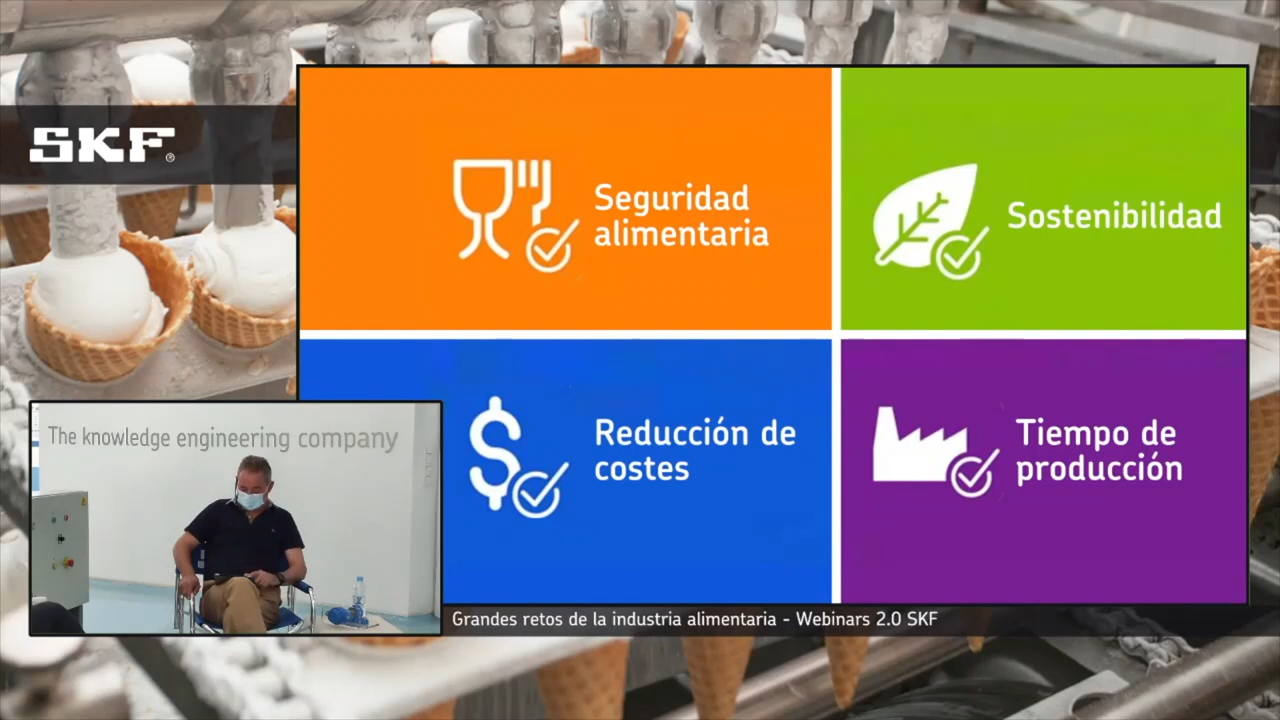 SKF®
Seguridad
alimentaria
Sostenibilidad
Reducción de
costes
Tiempo de
producción
The knowledge engineering company
Grandes retos de la industria alimentaria - Webinars 2.0 SKF